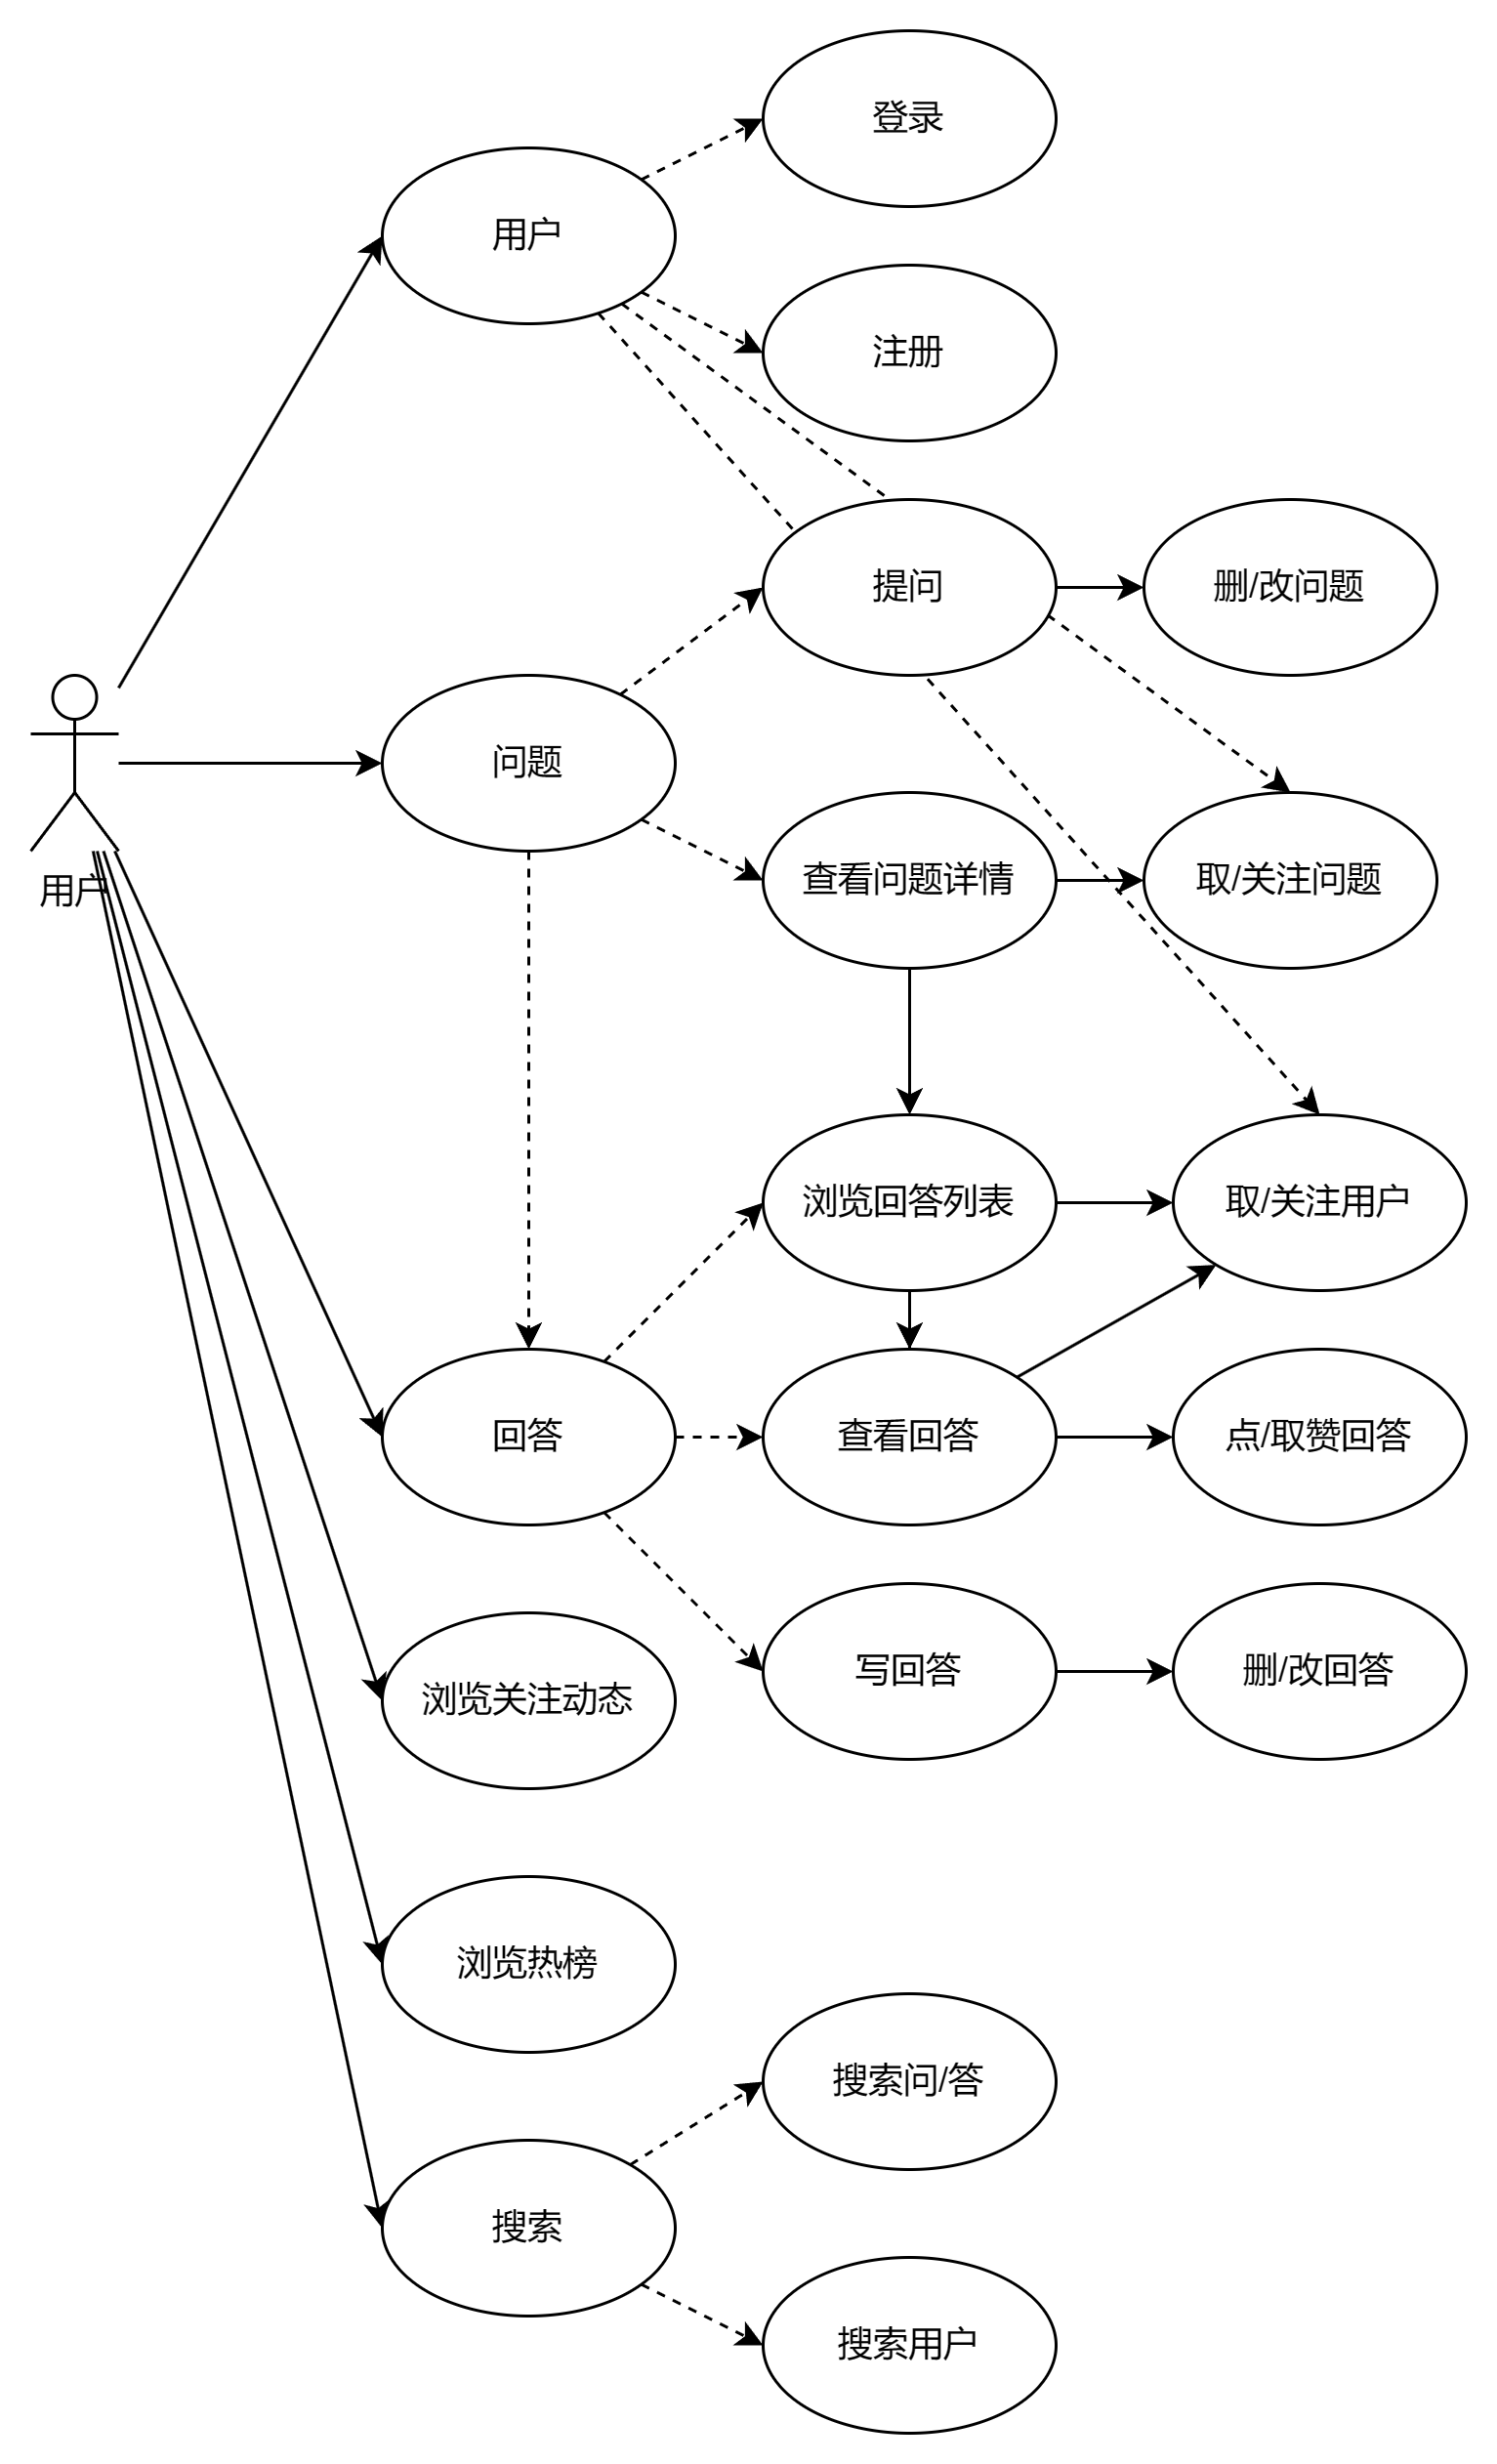 登录
用户
注册
提问
删/改问题
问题
查看问题详情
取/关注问题
用户
浏览回答列表
取/关注用户
回答
查看回答
点/取赞回答
写回答
删/改回答
浏览关注动态
浏览热榜
搜索问/答
搜索
搜索用户